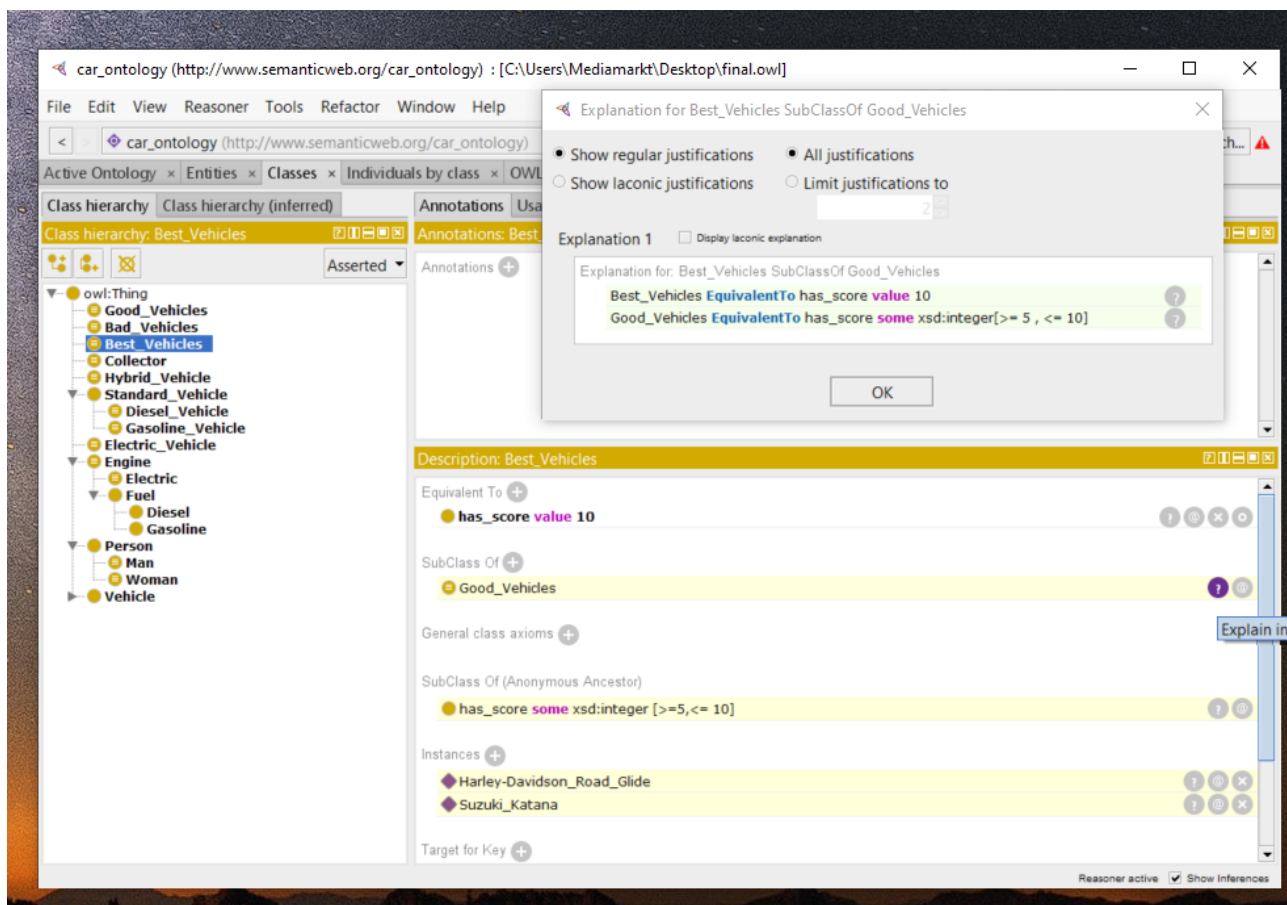 car_ontology (http://www.semanticweb.org/car_ontology) : [C:\Users\Mediamarkt\Desktop\final.owl]
File Edit View Reasoner Tools Refactor Window Help
< > car_ontology (http://www.semanticweb.org/car_ontology)
Active Ontology × Entities × Classes × Individuals by class × OWL
Class hierarchy Class hierarchy (inferred)
Class hierarchy: Best_Vehicles
Asserted
owl:Thing
Good_Vehicles
Bad_Vehicles
Best_Vehicles
Collector
Hybrid_Vehicle
Standard_Vehicle
Diesel_Vehicle
Gasoline_Vehicle
Electric_Vehicle
Engine
Electric
Fuel
Diesel
Gasoline
Person
Man
Woman
Vehicle
Annotations Usa
Annotations: Best_
Annotations
Explanation for Best_Vehicles SubClassOf Good_Vehicles
Show regular justifications All justifications
Show laconic justifications Limit justifications to
2
Explanation 1 Display laconic explanation
Explanation for: Best_Vehicles SubClassOf Good_Vehicles
Best_Vehicles EquivalentTo has_score value 10
Good_Vehicles EquivalentTo has_score some xsd:integer[>= 5 , <= 10]
OK
ch...
Description: Best_Vehicles
Equivalent To
has_score value 10
SubClass Of
Good_Vehicles
Explain in
General class axioms
SubClass Of (Anonymous Ancestor)
has_score some xsd:integer [>=5,<= 10]
Instances
Harley-Davidson_Road_Glide
Suzuki_Katana
Target for Key
Reasoner active Show Inferences